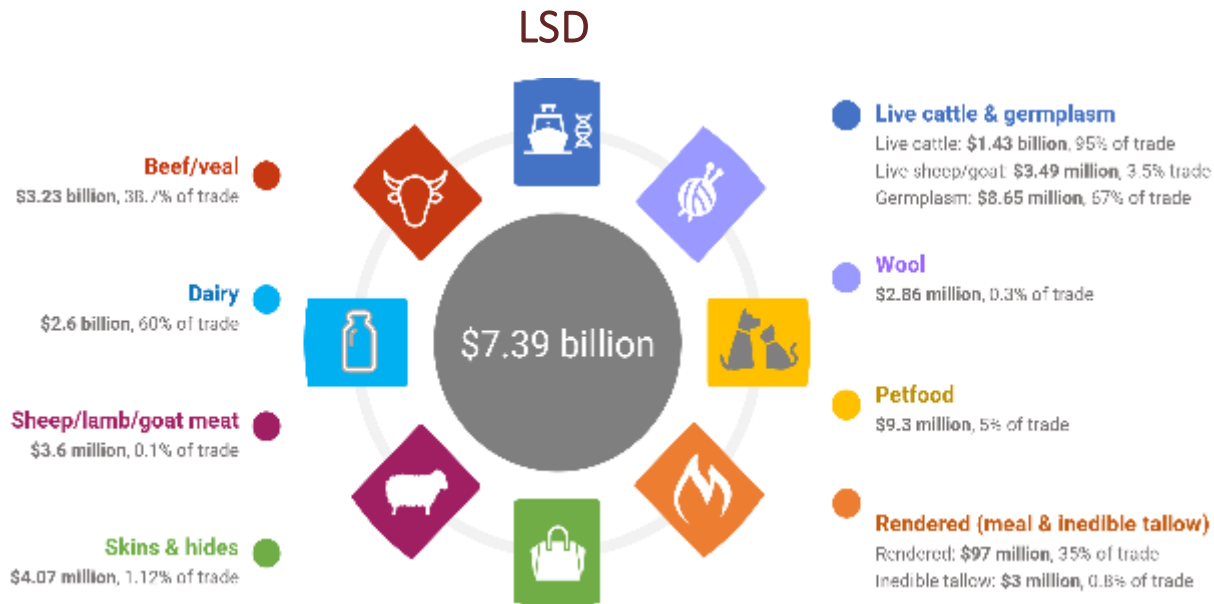 LSD
Beef/veal
$3.23 billion, 38.7% of trade
Dairy
$2.6 billion, 60% of trade
Sheep/lamb/goat meat
$3.6 million, 0.1% of trade
Skins & hides
$4.07 million, 1.12% of trade
$7.39 billion
Live cattle & germplasm
Live cattle: $1.43 billion, 95% of trade
Live sheep/goat: $3.49 million, 3.5% of trade
Germplasm: $8.65 million, 67% of trade
Wool
$2.86 million, 0.3% of trade
Petfood
$9.3 million, 5% of trade
Rendered (meal & inedible tallow)
Rendered: $97 million, 35% of trade
Inedible tallow: $3 million, 0.8% of trade